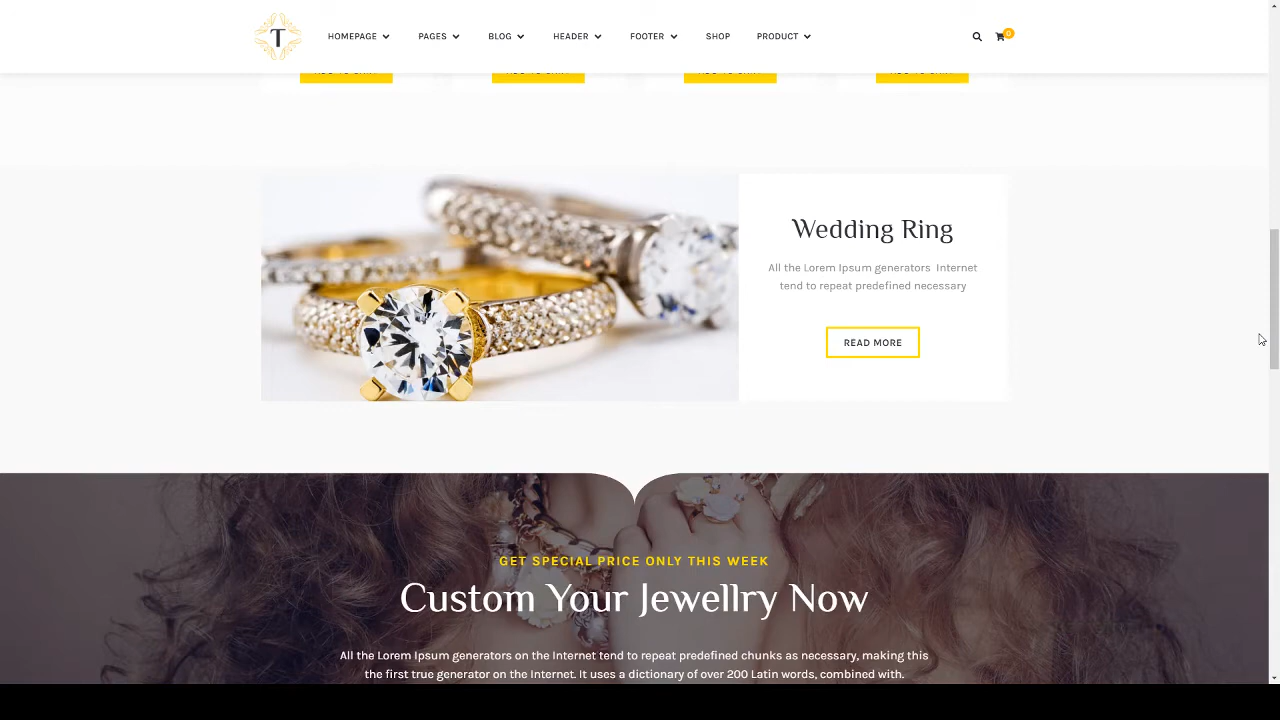 T
HOMEPAGE
PAGES
BLOG
HEADER
FOOTER
SHOP
PRODUCT
0
Wedding Ring
All the Lorem Ipsum generators Internet
tend to repeat predefined necessary
READ MORE
GET SPECIAL PRICE ONLY THIS WEEK
Custom Your Jewellry Now
All the Lorem Ipsum generators on the Internet tend to repeat predefined chunks as necessary, making this
the first true generator on the Internet. It uses a dictionary of over 200 Latin words, combined with.